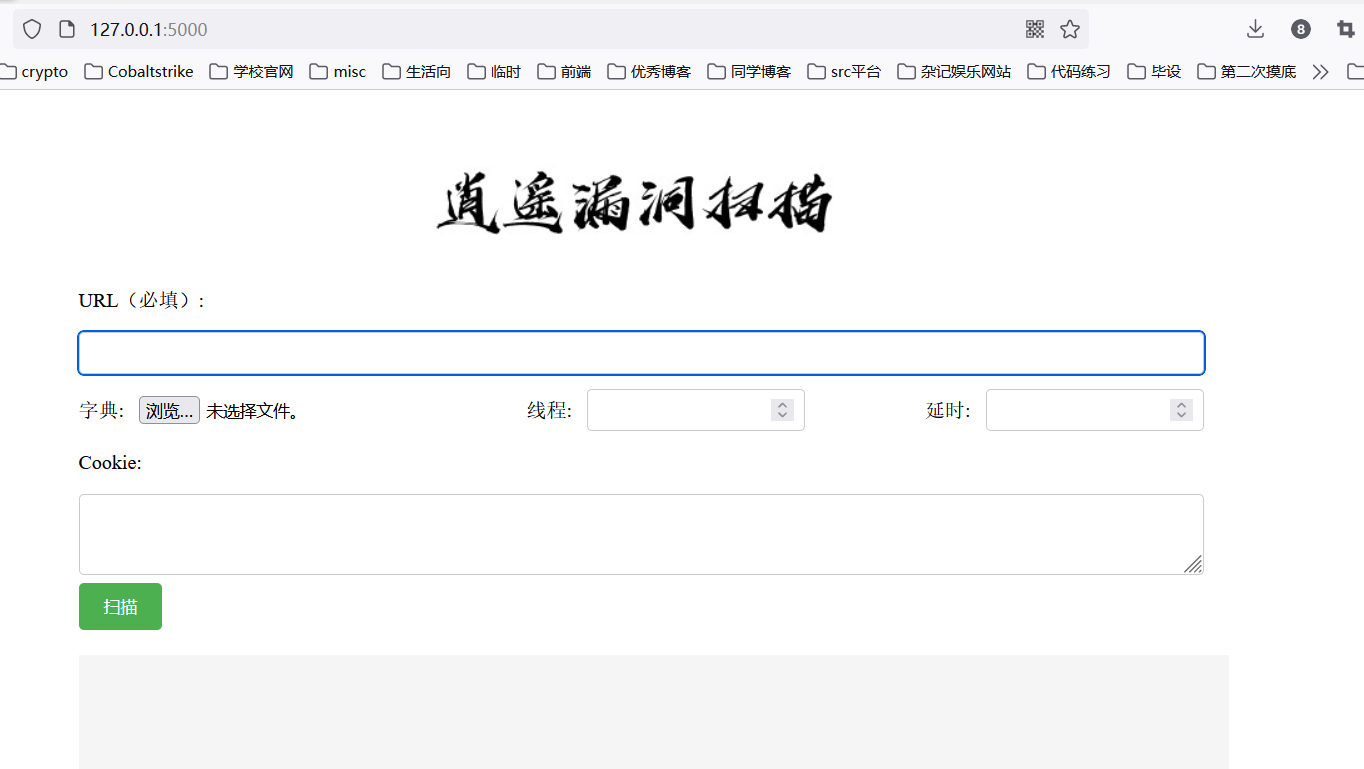 127.0.0.1:5000
8
crypto Cobaltstrike 学校官网 misc 生活向 临时 前端 优秀博客 同学博客 src平台 杂记娱乐网站 代码练习 毕设 第二次摸底
逍遥漏洞扫描
URL（必填）:
字典: 浏览... 未选择文件。 线程: 延时:
Cookie:
扫描